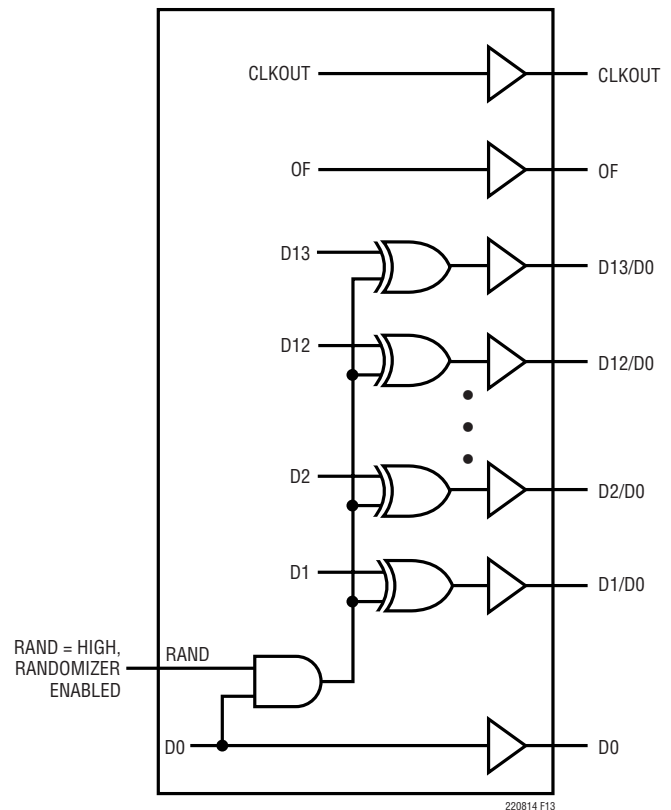 CLKOUT
CLKOUT
OF
OF
D13
D13/D0
D12
D12/D0
D2
D2/D0
D1
D1/D0
RAND = HIGH,
RANDOMIZER
ENABLED
RAND
D0
D0
220814 F13